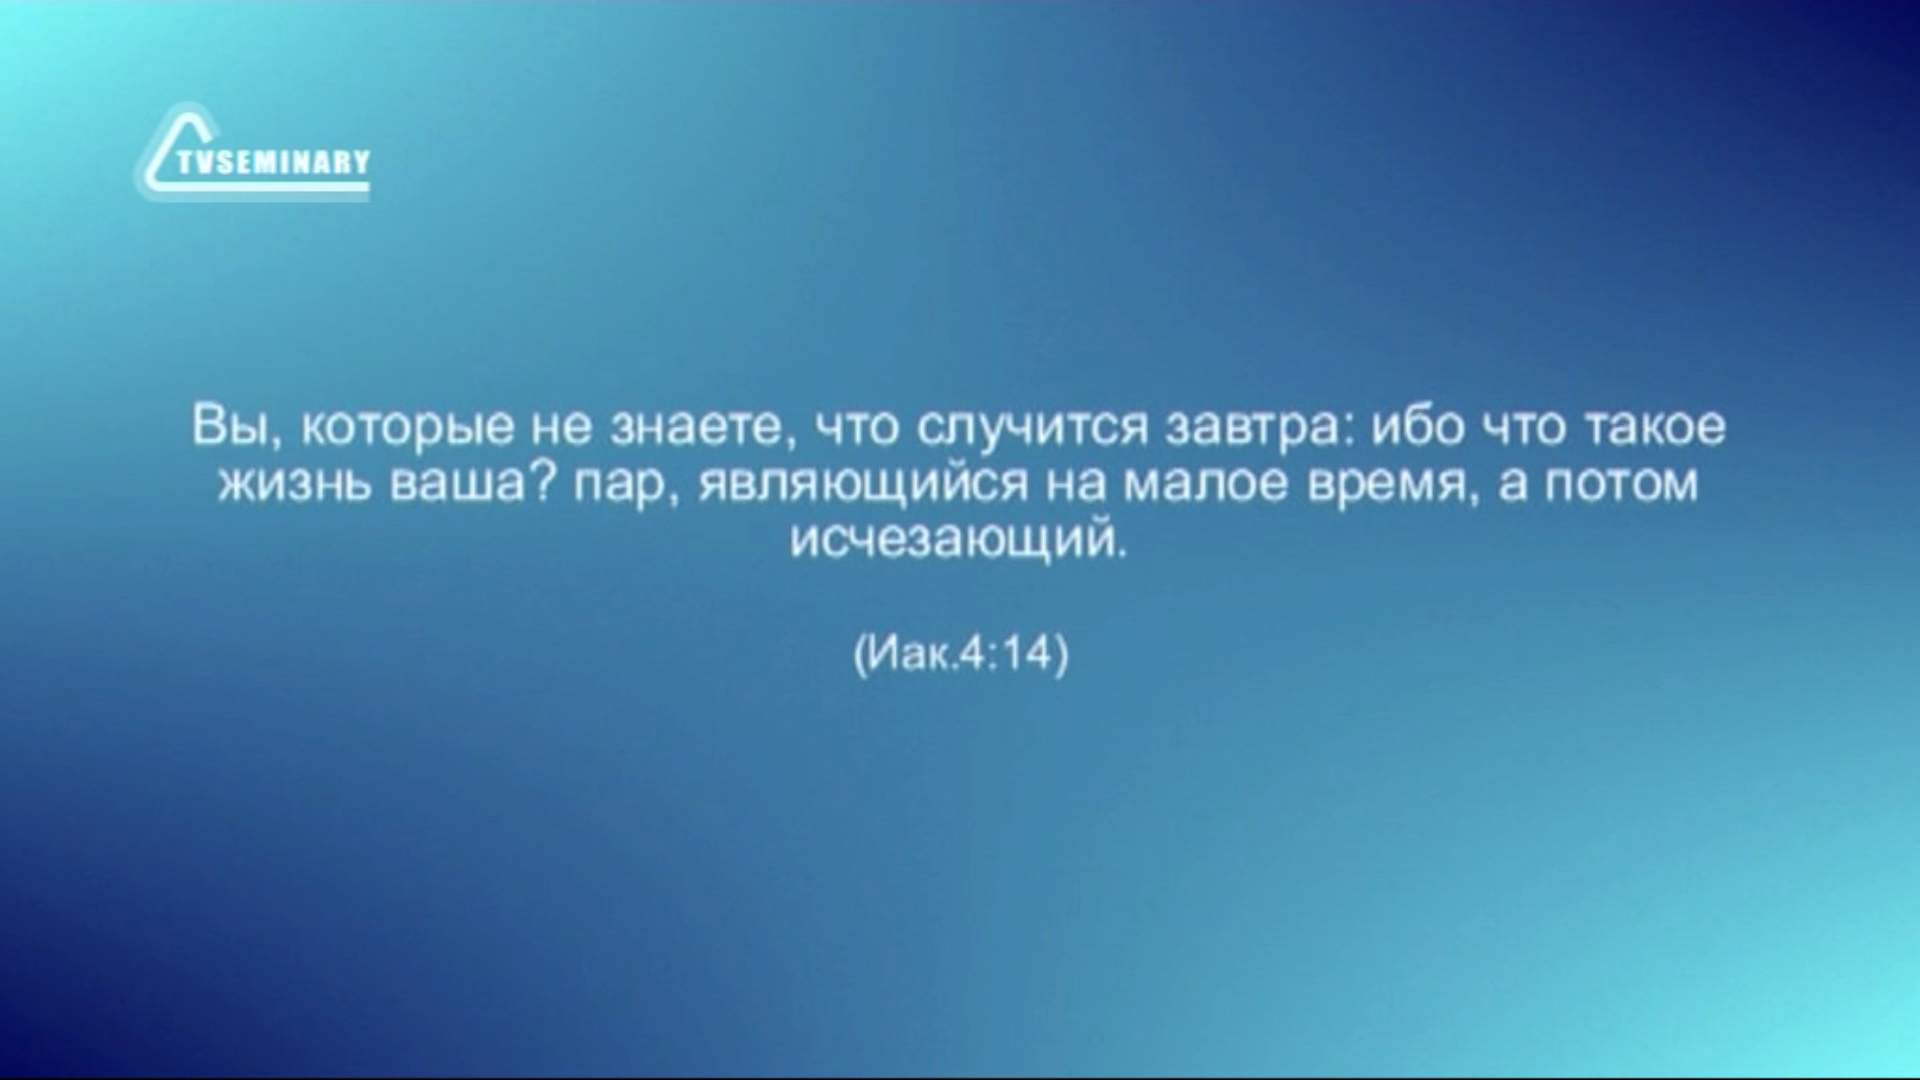 TVSEMINARY
Вы, которые не знаете, что случится завтра: ибо что такое
жизнь ваша? пар, являющийся на малое время, а потом
исчезающий.
(Иак.4:14)